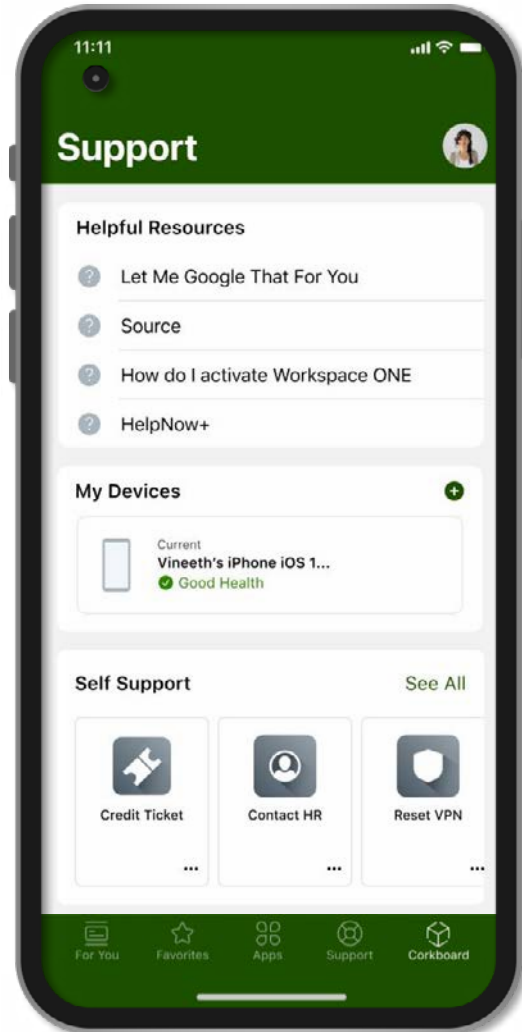 11:11
Support
Helpful Resources
Let Me Google That For You
Source
How do I activate Workspace ONE
HelpNow+
My Devices
Current
Vineeth's iPhone iOS 1...
Good Health
Self Support
See All
Credit Ticket
Contact HR
Reset VPN
For You
Favorites
Apps
Support
Corkboard